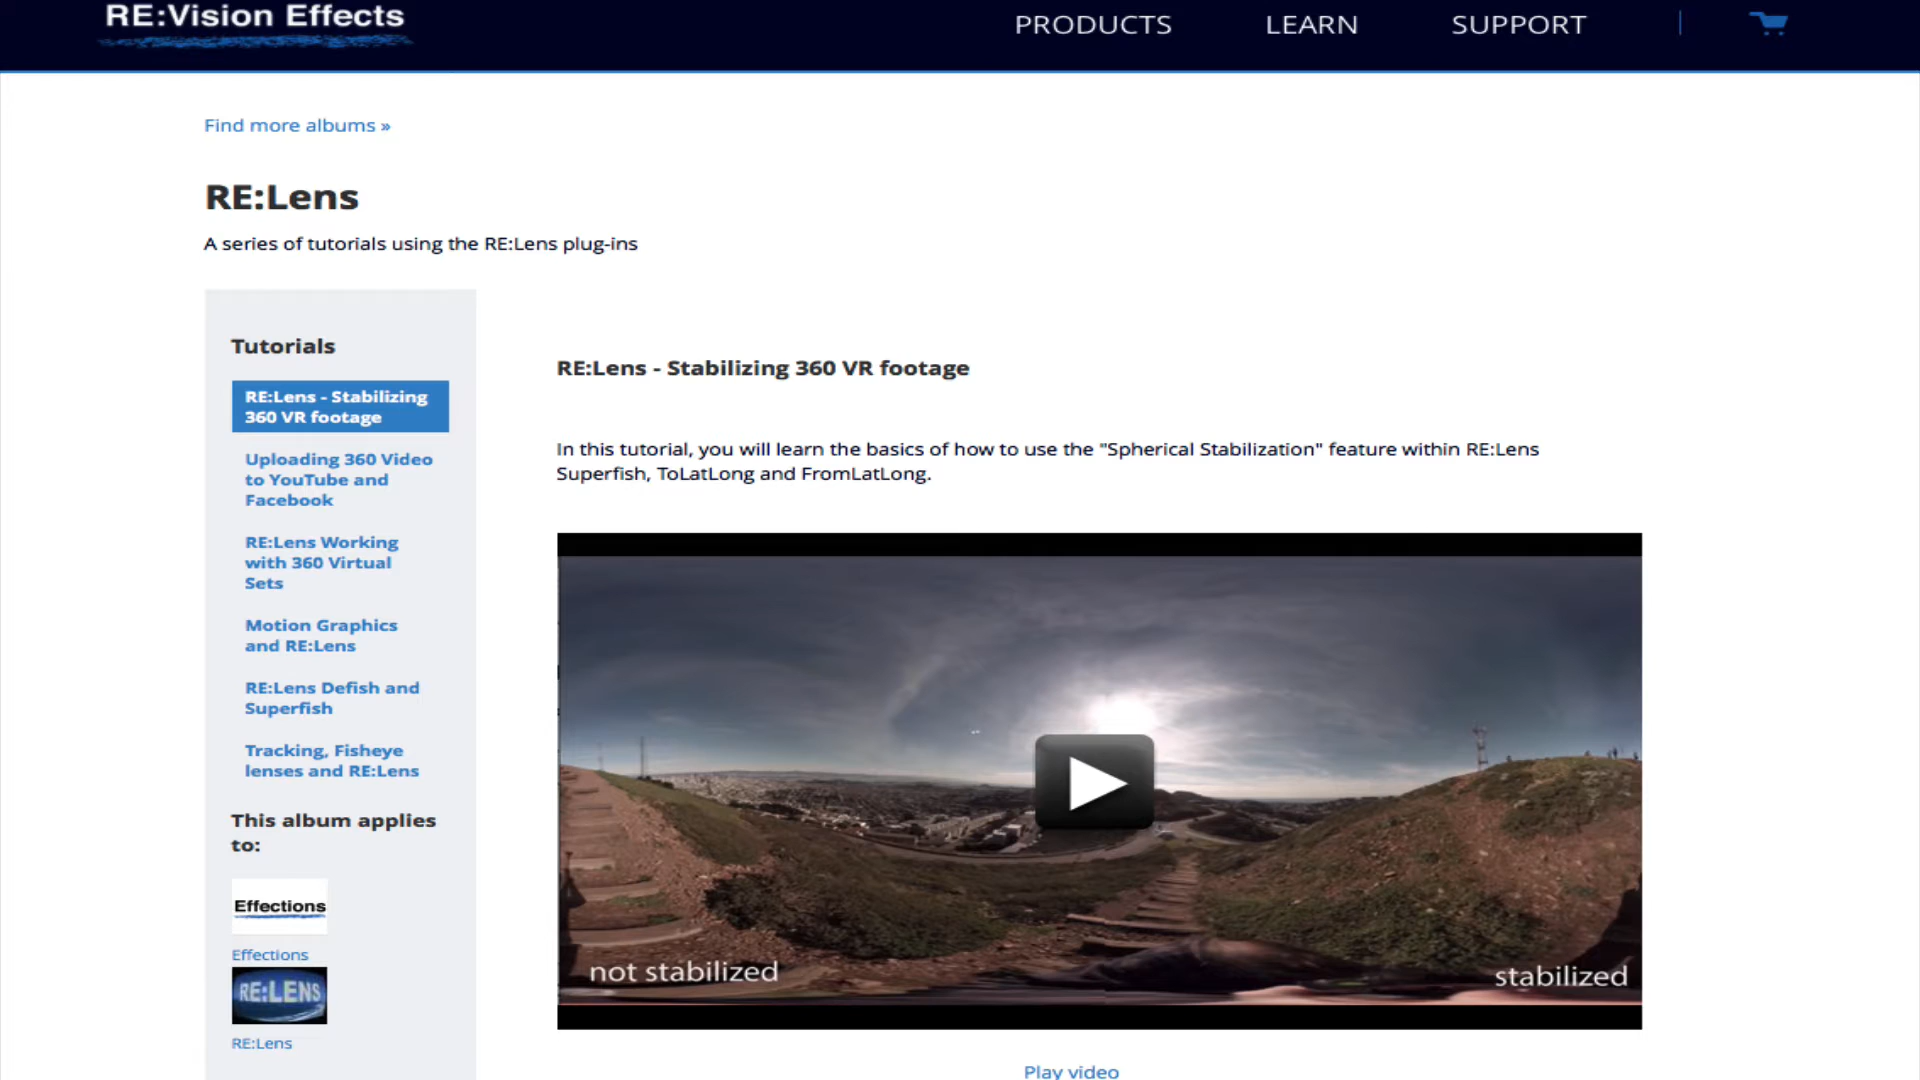 RE:Vision Effects
PRODUCTS LEARN SUPPORT
Find more albums »
RE:Lens
A series of tutorials using the RE:Lens plug-ins
Tutorials
RE:Lens - Stabilizing
360 VR footage
Uploading 360 Video
to YouTube and
Facebook
RE:Lens Working
with 360 Virtual
Sets
Motion Graphics
and RE:Lens
RE:Lens Defish and
Superfish
Tracking, Fisheye
lenses and RE:Lens
This album applies
to:
Effections
Effections
RE:LENS
RE:Lens
RE:Lens - Stabilizing 360 VR footage
In this tutorial, you will learn the basics of how to use the "Spherical Stabilization" feature within RE:Lens
Superfish, ToLatLong and FromLatLong.
not stabilized
stabilized
Play video